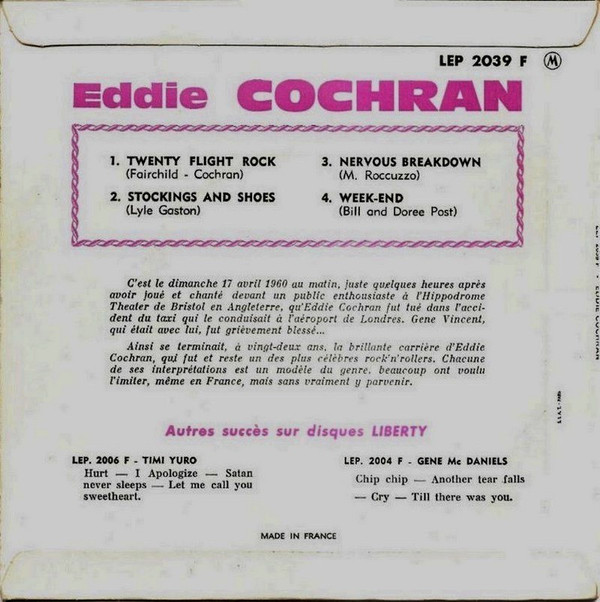 LEP 2039 F Ⓜ
Eddie COCHRAN
1. TWENTY FLIGHT ROCK
(Fairchild - Cochran)
2. STOCKINGS AND SHOES
(Lyle Gaston)
3. NERVOUS BREAKDOWN
(M. Roccuzzo)
4. WEEK-END
(Bill and Doree Post)
C'est le dimanche 17 avril 1960 au matin, juste quelques heures après
avoir joué et chanté devant un public enthousiaste à l'Hippodrome
Theater de Bristol en Angleterre, qu'Eddie Cochran fut tué dans l'acci-
dent du taxi qui le conduisait à l'aéroport de Londres. Gene Vincent,
qui était avec lui, fut grièvement blessé...
Ainsi se terminait, à vingt-deux ans, la brillante carrière d'Eddie
Cochran, qui fut et reste un des plus célèbres rock'n'rollers. Chacune
de ses interprétations est un modèle du genre. beaucoup ont voulu
l'imiter, même en France, mais sans vraiment y parvenir.
Autres succès sur disques LIBERTY
LEP. 2006 F - TIMI YURO
Hurt — I Apologize — Satan
never sleeps — Let me call you
sweetheart.
LEP. 2004 F - GENE Mc DANIELS
Chip chip — Another tear falls
— Cry — Till there was you.
MADE IN FRANCE
LEP 2039 F - EDDIE COCHRAN